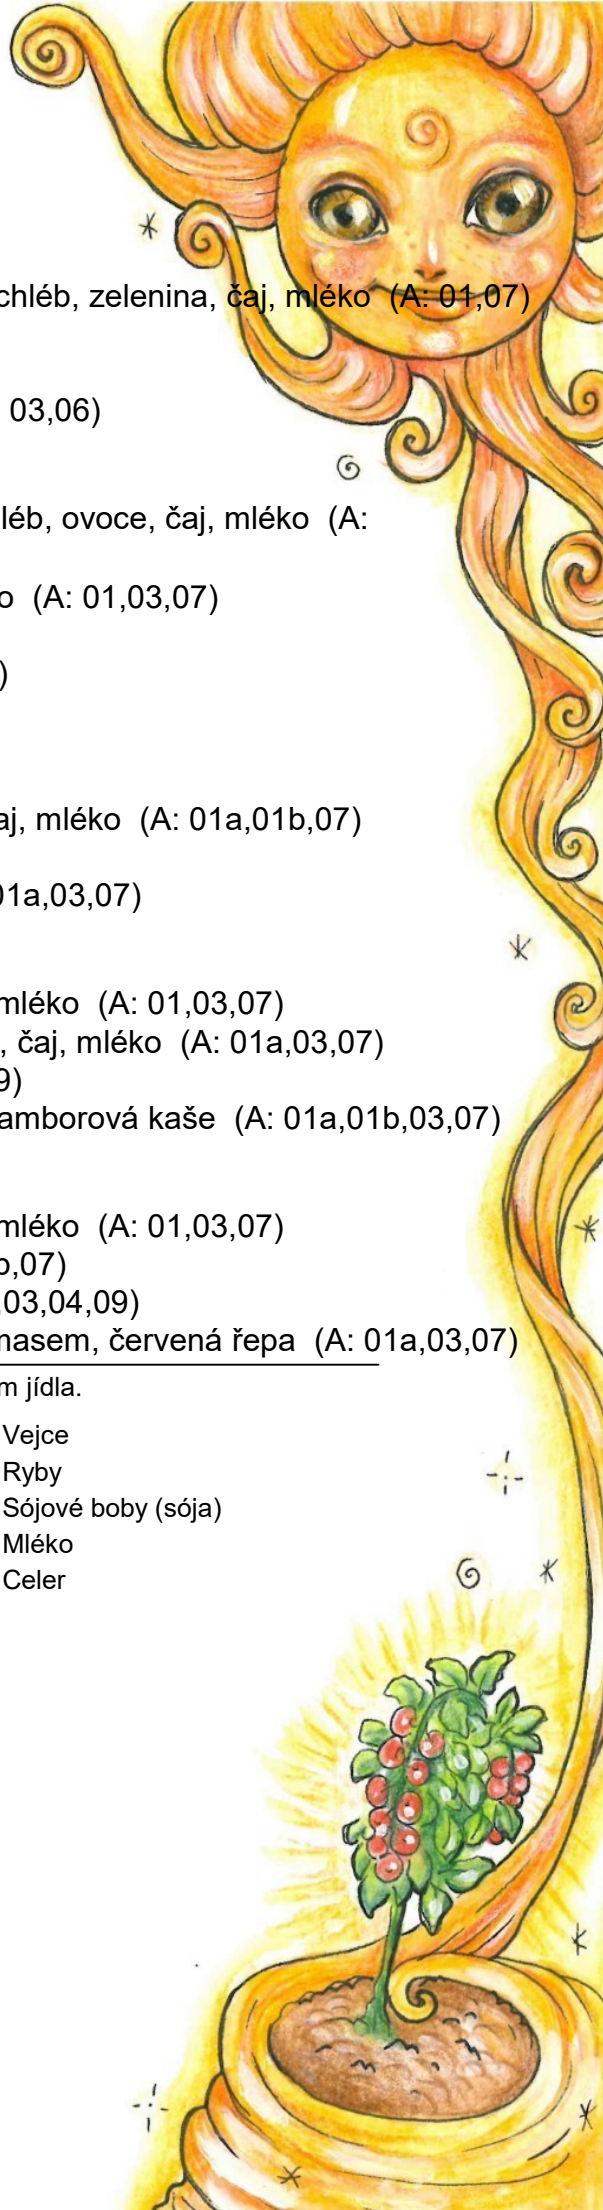 chléb, zelenina, čaj, mléko (A: 01,07)
03,06)
léb, ovoce, čaj, mléko (A:
o (A: 01,03,07)
)
aj, mléko (A: 01a,01b,07)
01a,03,07)
mléko (A: 01,03,07)
, čaj, mléko (A: 01a,03,07)
9)
amborová kaše (A: 01a,01b,03,07)
mléko (A: 01,03,07)
b,07)
,03,04,09)
masem, červená řepa (A: 01a,03,07)
m jídla.
Vejce
Ryby
Sójové boby (sója)
Mléko
Celer